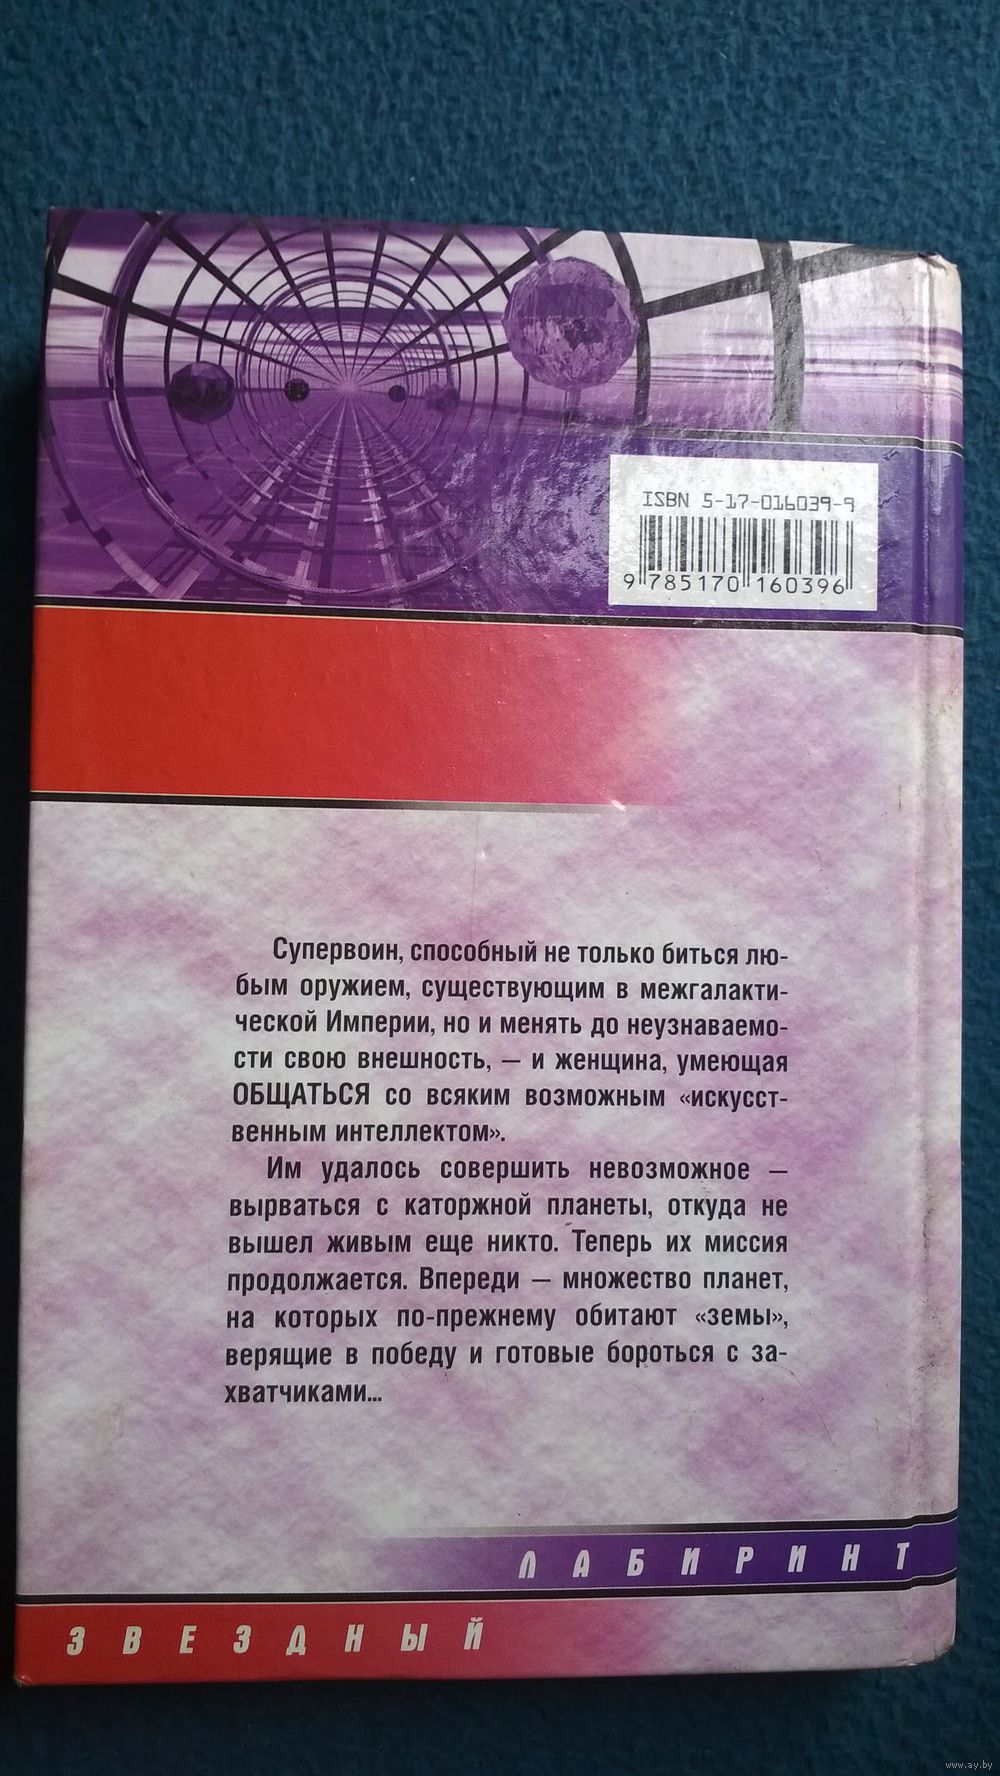 ISBN 5-17-016039-9
9 785170 160396
Супервоин, способный не только биться лю-
бым оружием, существующим в межгалакти-
ческой Империи, но и менять до неузнаваемо-
сти свою внешность, – и женщина, умеющая
ОБЩАТЬСЯ со всяким возможным «искусст-
венным интеллектом».
Им удалось совершить невозможное –
вырваться с каторжной планеты, откуда не
вышел живым еще никто. Теперь их миссия
продолжается. Впереди – множество планет,
на которых по-прежнему обитают «земы»,
верящие в победу и готовые бороться с за-
хватчиками...
ЛАБИРИНТ
ЗВЕЗДНЫЙ
www.ay.by